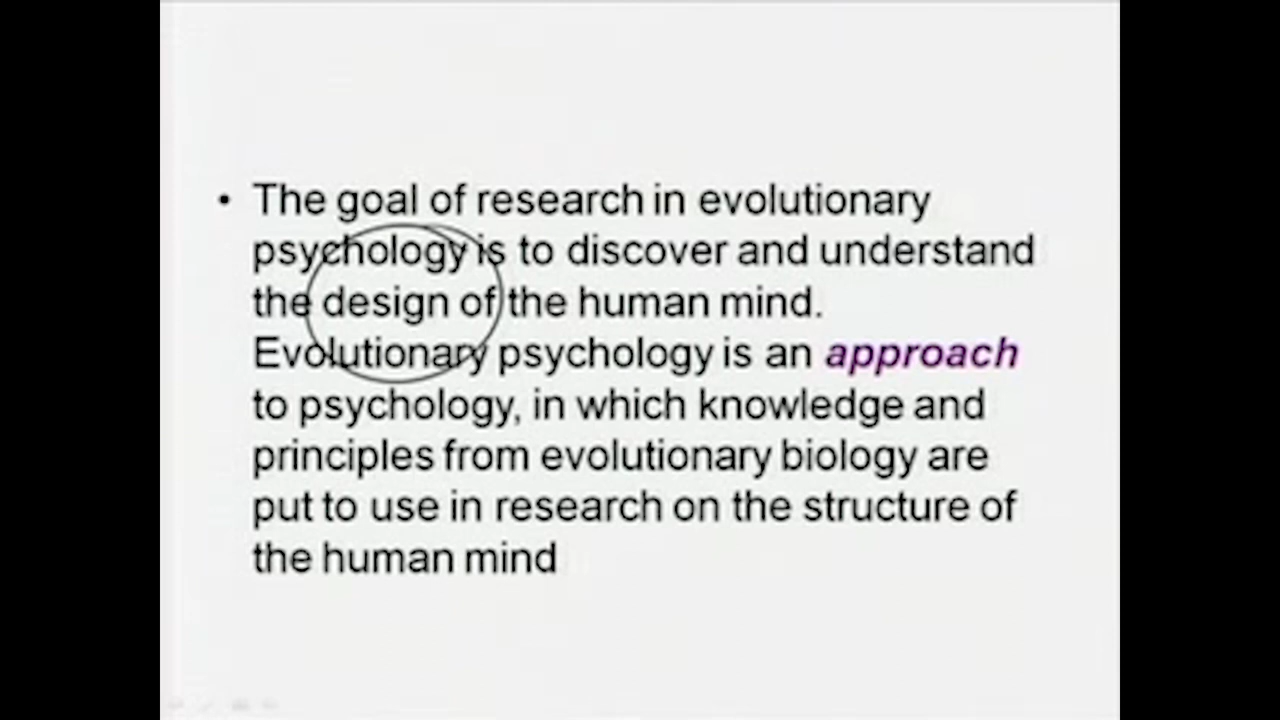 • The goal of research in evolutionary
psychology is to discover and understand
the design of the human mind.
Evolutionary psychology is an approach
to psychology, in which knowledge and
principles from evolutionary biology are
put to use in research on the structure of
the human mind